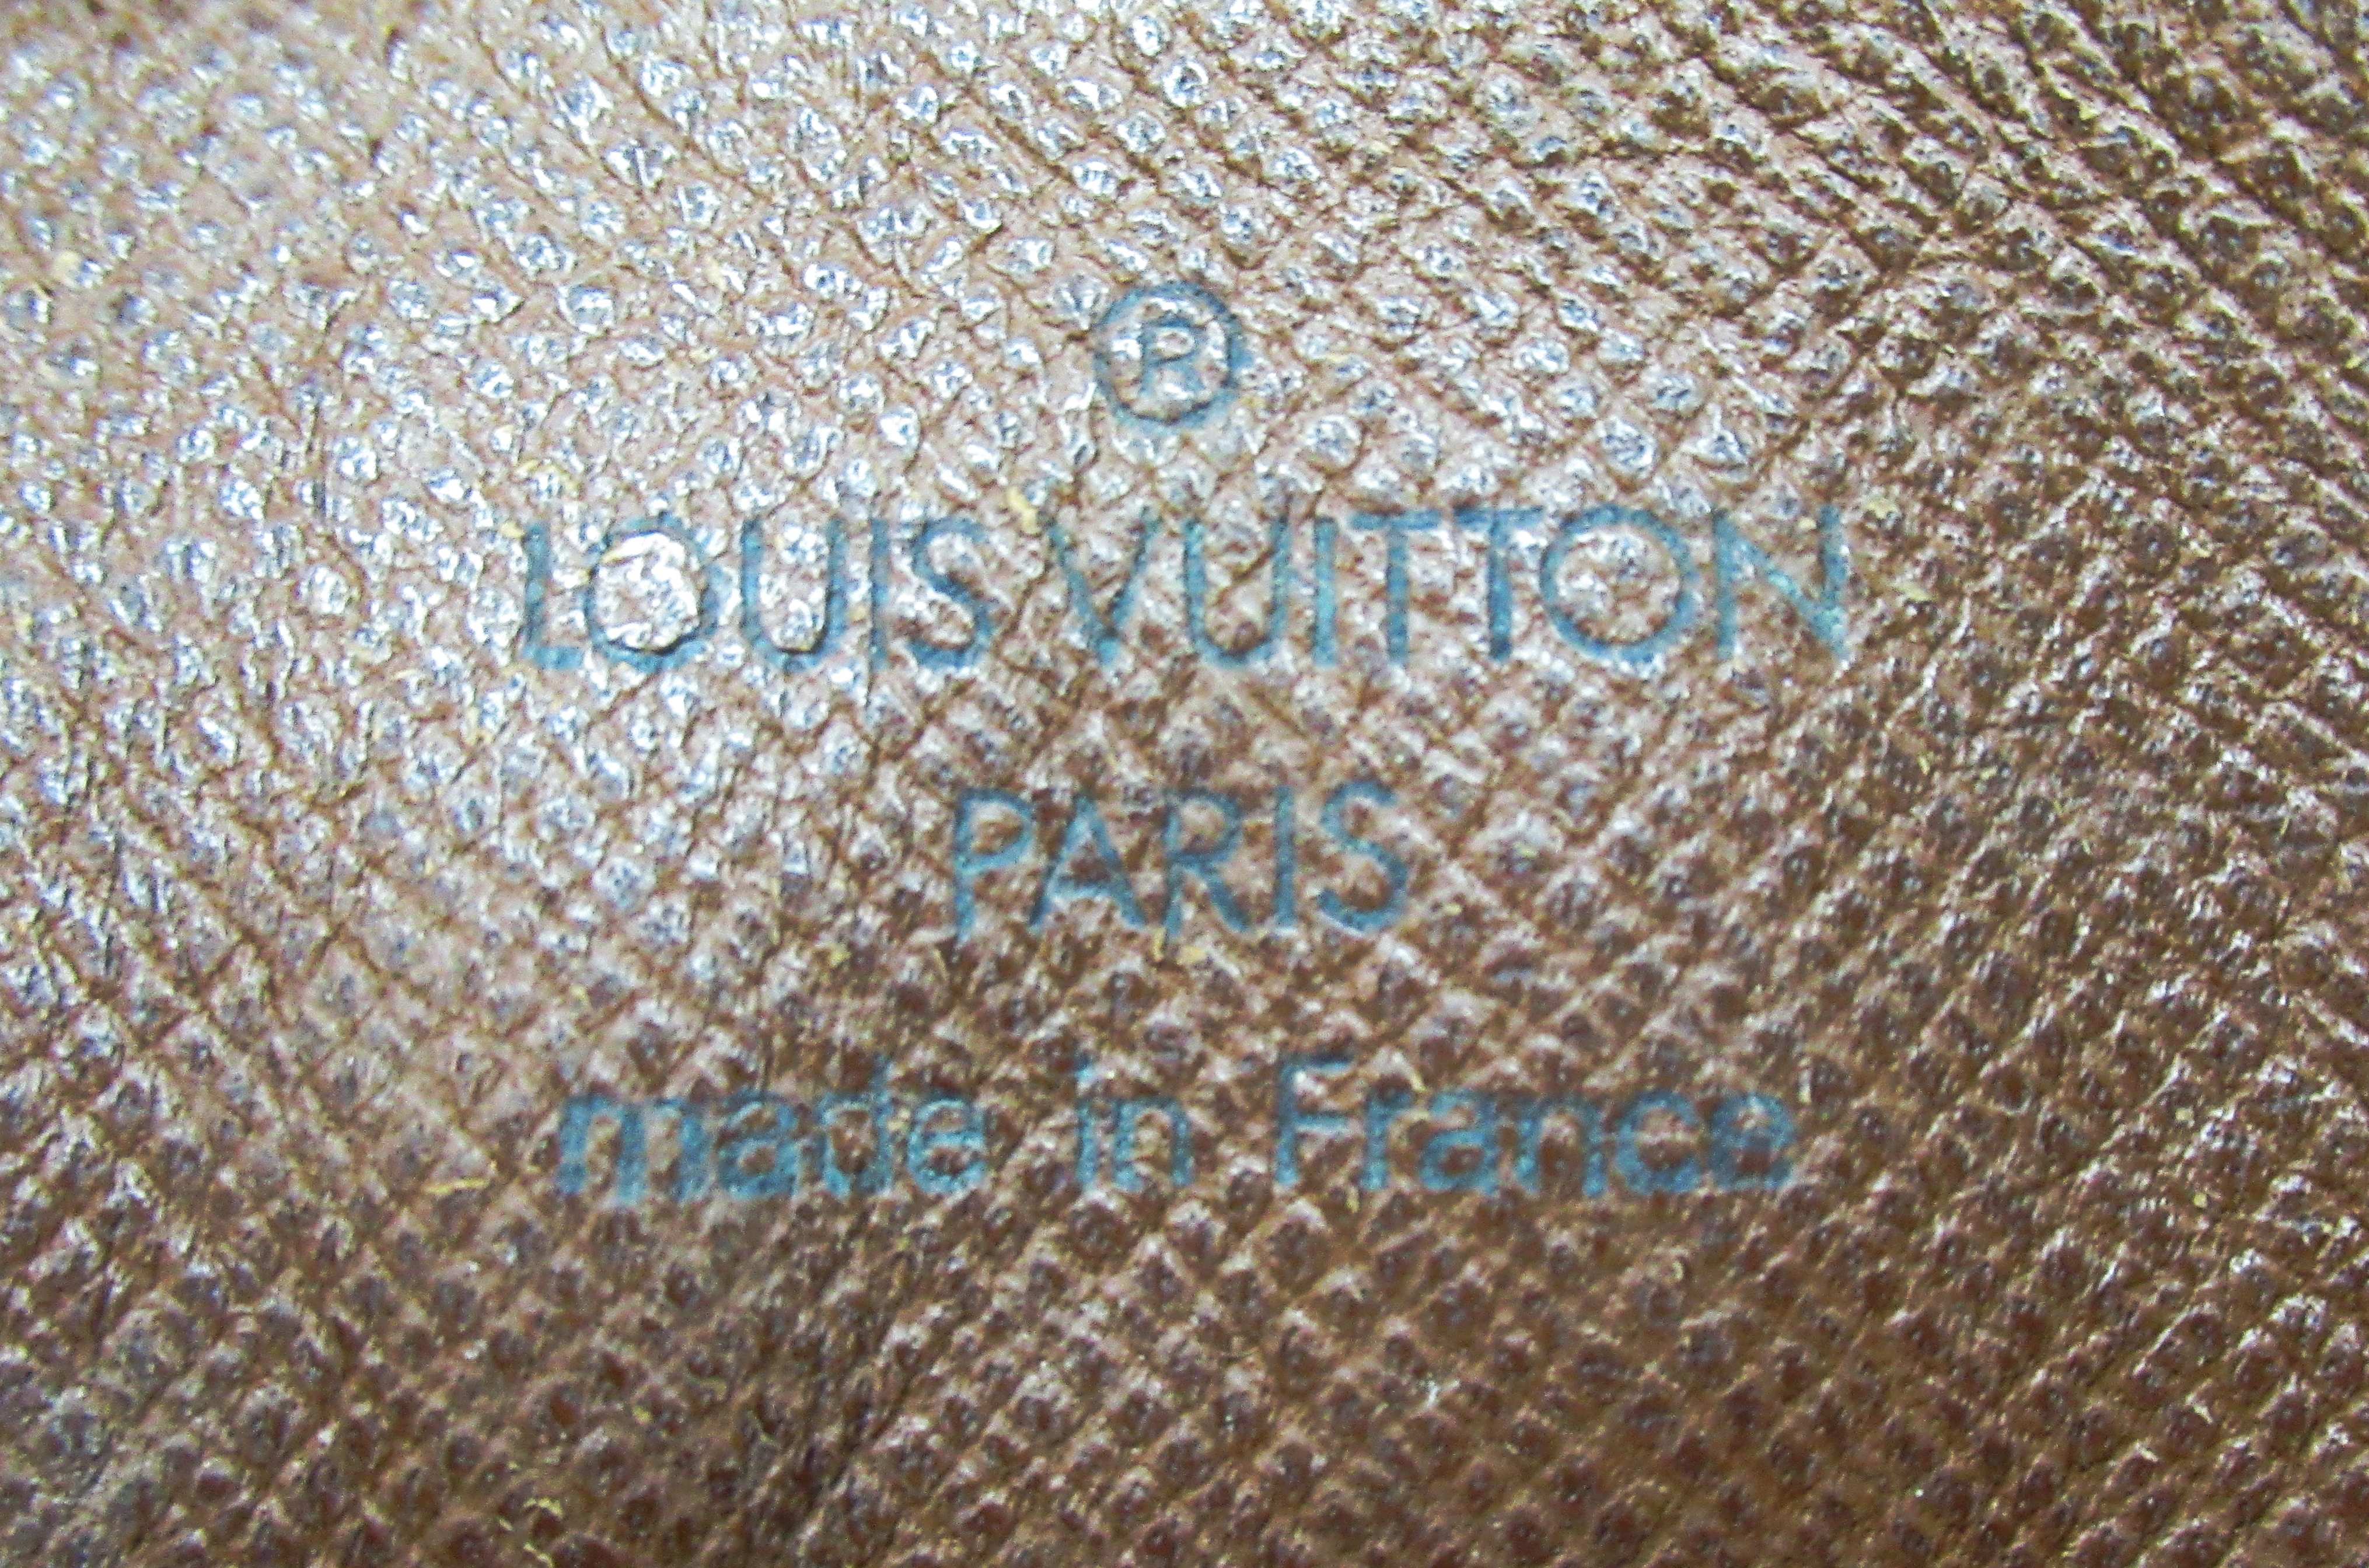 ®
LOUIS VUITTON
PARIS
made in France